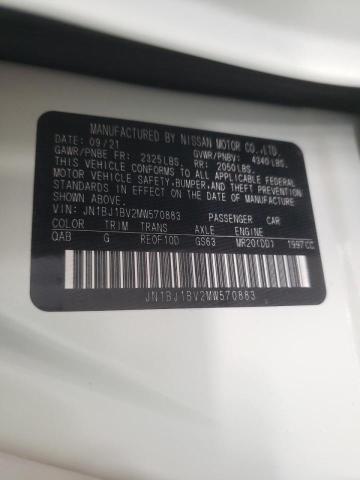 MANUFACTURED BY NISSAN MOTOR CO.,LTD.
DATE: 09/21 GVWR/PNBV: 4340LBS.
GAWR/PNBE FR: 2325LBS. RR: 2050LBS.
THIS VEHICLE CONFORMS TO ALL APPLICABLE FEDERAL
MOTOR VEHICLE SAFETY,BUMPER,AND THEFT PREVENTION
STANDARDS IN EFFECT ON THE DATE OF MANUFACTURE
SHOWN ABOVE.
VIN: JN1BJ1BV2MW570883 PASSENGER CAR
COLOR TRIM TRANS AXLE ENGINE
QAB G RE0F10D GS63 MR20(DD) 1997CC
JN1BJ1BV2MW570883